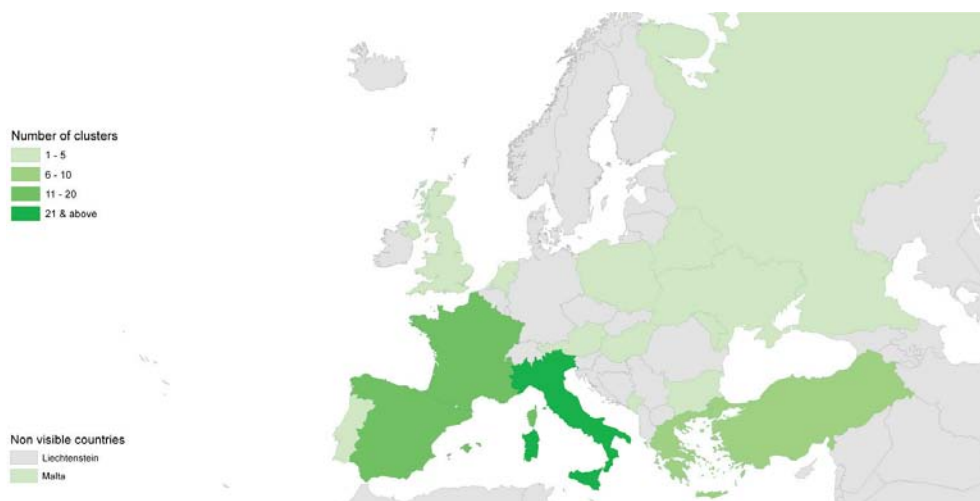 Number of clusters
1 - 5
6 - 10
11 - 20
21 & above
Non visible countries
Liechtenstein
Malta